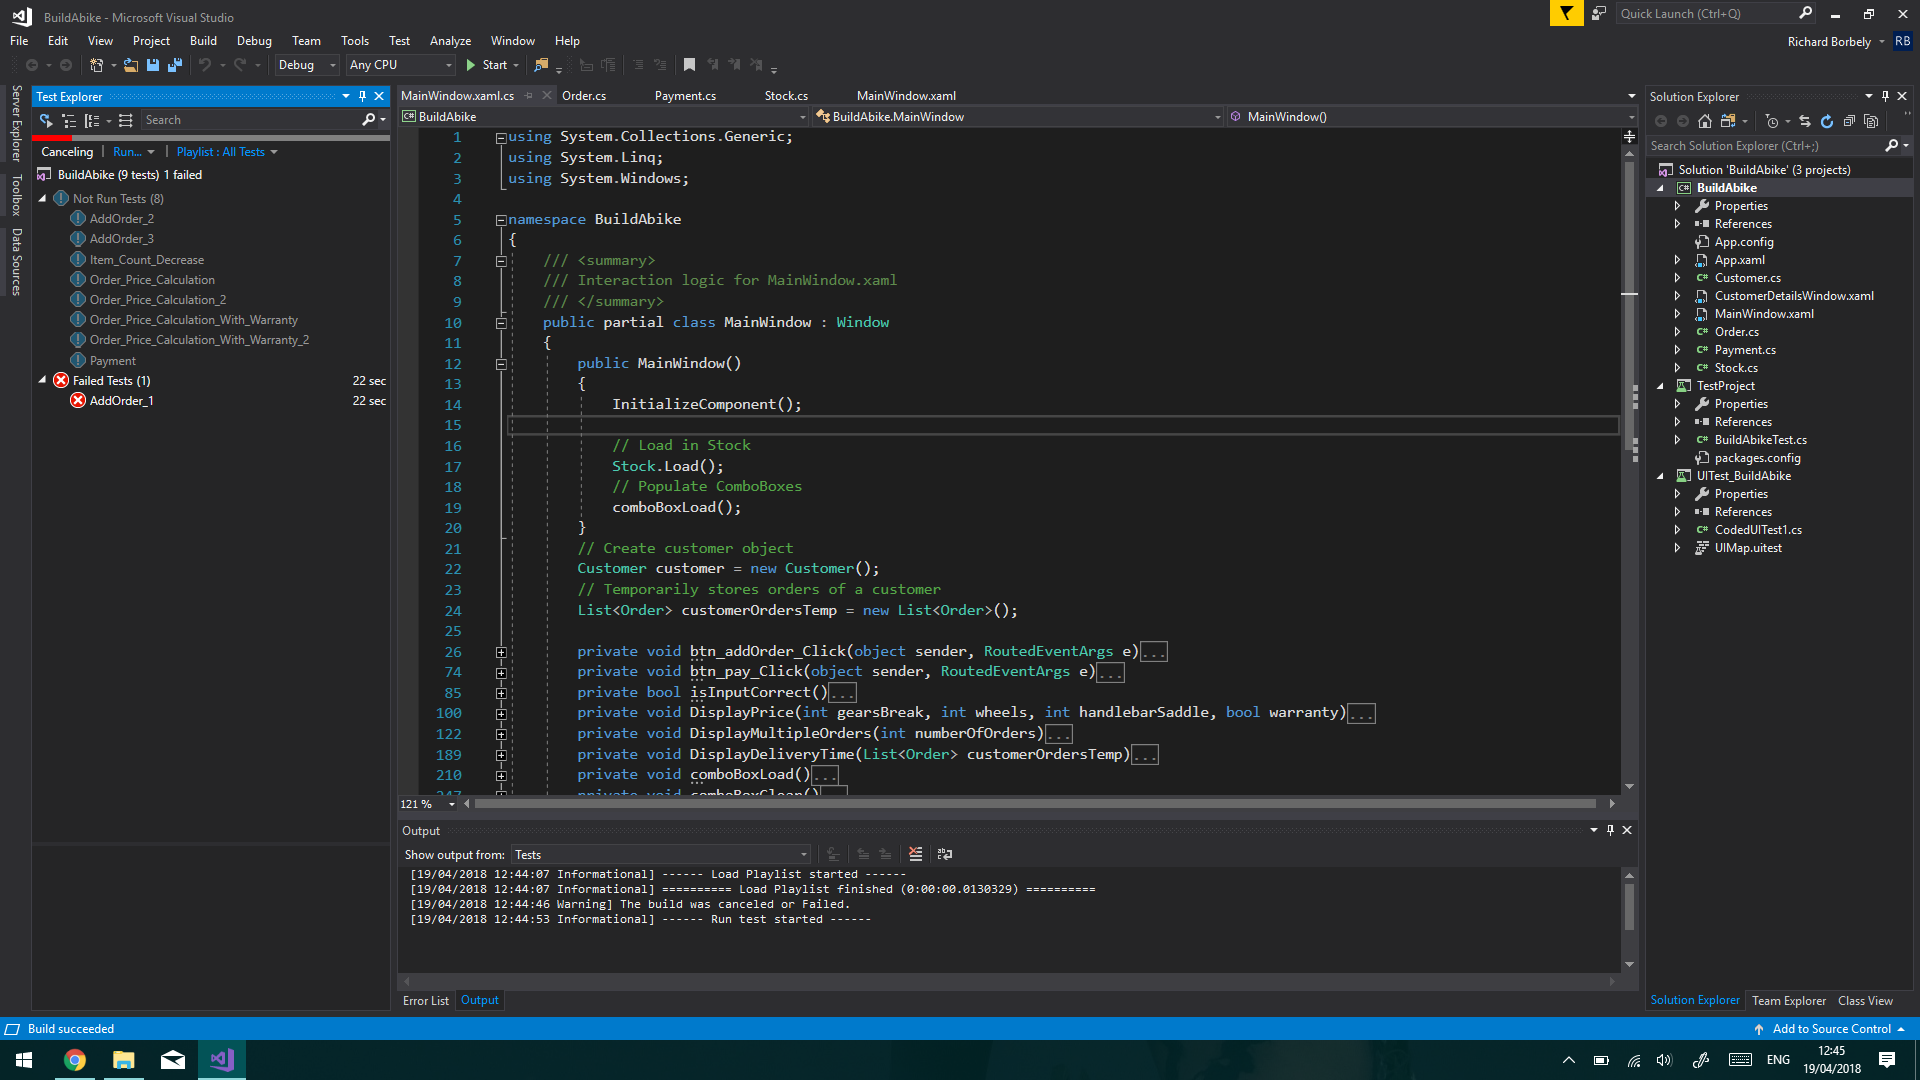 BuildAbike - Microsoft Visual Studio
Quick Launch (Ctrl+Q)
File Edit View Project Build Debug Team Tools Test Analyze Window Help
Richard Borbely RB
Debug Any CPU Start
Server Explorer
Toolbox
Data Sources
Test Explorer
Search
Canceling Run... Playlist : All Tests
BuildAbike (9 tests) 1 failed
Not Run Tests (8)
AddOrder_2
AddOrder_3
Item_Count_Decrease
Order_Price_Calculation
Order_Price_Calculation_2
Order_Price_Calculation_With_Warranty
Order_Price_Calculation_With_Warranty_2
Payment
Failed Tests (1) 22 sec
AddOrder_1 22 sec
MainWindow.xaml.cs Order.cs Payment.cs Stock.cs MainWindow.xaml
BuildAbike BuildAbike.MainWindow MainWindow()
1 using System.Collections.Generic;
2 using System.Linq;
3 using System.Windows;
4
5 namespace BuildAbike
6 {
7 /// <summary>
8 /// Interaction logic for MainWindow.xaml
9 /// </summary>
10 public partial class MainWindow : Window
11 {
12 public MainWindow()
13 {
14 InitializeComponent();
15
16 // Load in Stock
17 Stock.Load();
18 // Populate ComboBoxes
19 comboBoxLoad();
20 }
21 // Create customer object
22 Customer customer = new Customer();
23 // Temporarily stores orders of a customer
24 List<Order> customerOrdersTemp = new List<Order>();
25
26 private void btn_addOrder_Click(object sender, RoutedEventArgs e)...
74 private void btn_pay_Click(object sender, RoutedEventArgs e)...
85 private bool isInputCorrect()...
100 private void DisplayPrice(int gearsBreak, int wheels, int handlebarSaddle, bool warranty)...
122 private void DisplayMultipleOrders(int numberOfOrders)...
189 private void DisplayDeliveryTime(List<Order> customerOrdersTemp)...
210 private void comboBoxLoad()...
247 private void comboBoxClear()
121 %
Output
Show output from: Tests
[19/04/2018 12:44:07 Informational] ------ Load Playlist started ------
[19/04/2018 12:44:07 Informational] ========== Load Playlist finished (0:00:00.0130329) ==========
[19/04/2018 12:44:46 Warning] The build was canceled or Failed.
[19/04/2018 12:44:53 Informational] ------ Run test started ------
Error List Output
Solution Explorer
Search Solution Explorer (Ctrl+;)
Solution 'BuildAbike' (3 projects)
BuildAbike
Properties
References
App.config
App.xaml
Customer.cs
CustomerDetailsWindow.xaml
MainWindow.xaml
Order.cs
Payment.cs
Stock.cs
TestProject
Properties
References
BuildAbikeTest.cs
packages.config
UITest_BuildAbike
Properties
References
CodedUITest1.cs
UIMap.uitest
Solution Explorer Team Explorer Class View
Build succeeded
Add to Source Control
ENG
12:45
19/04/2018